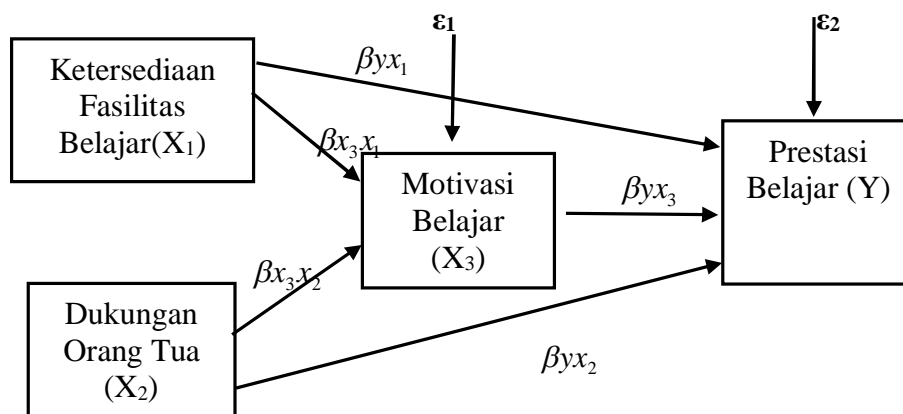 ε1
ε2
Ketersediaan
Fasilitas
Belajar(X1)
βyx1
βx3x1
Motivasi
Belajar
(X3)
βyx3
Prestasi
Belajar (Y)
βx3x2
Dukungan
Orang Tua
(X2)
βyx2